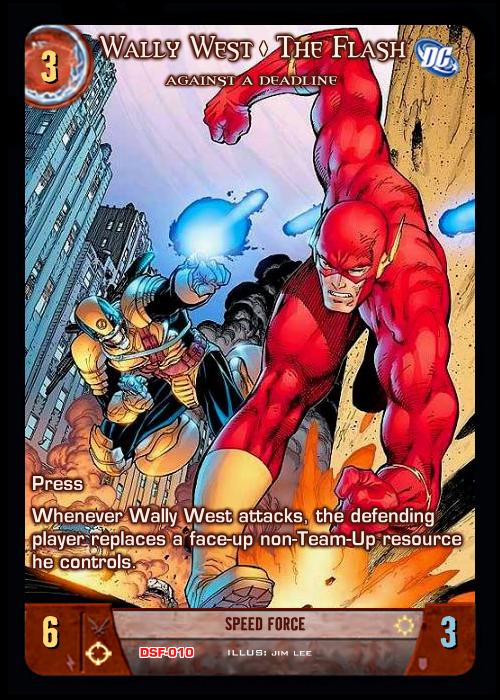 3
WALLY WEST ◊ THE FLASH
DC
AGAINST A DEADLINE
Press
Whenever Wally West attacks, the defending
player replaces a face-up non-Team-Up resource
he controls.
6
SPEED FORCE
3
DSF-010
ILLUS: JIM LEE